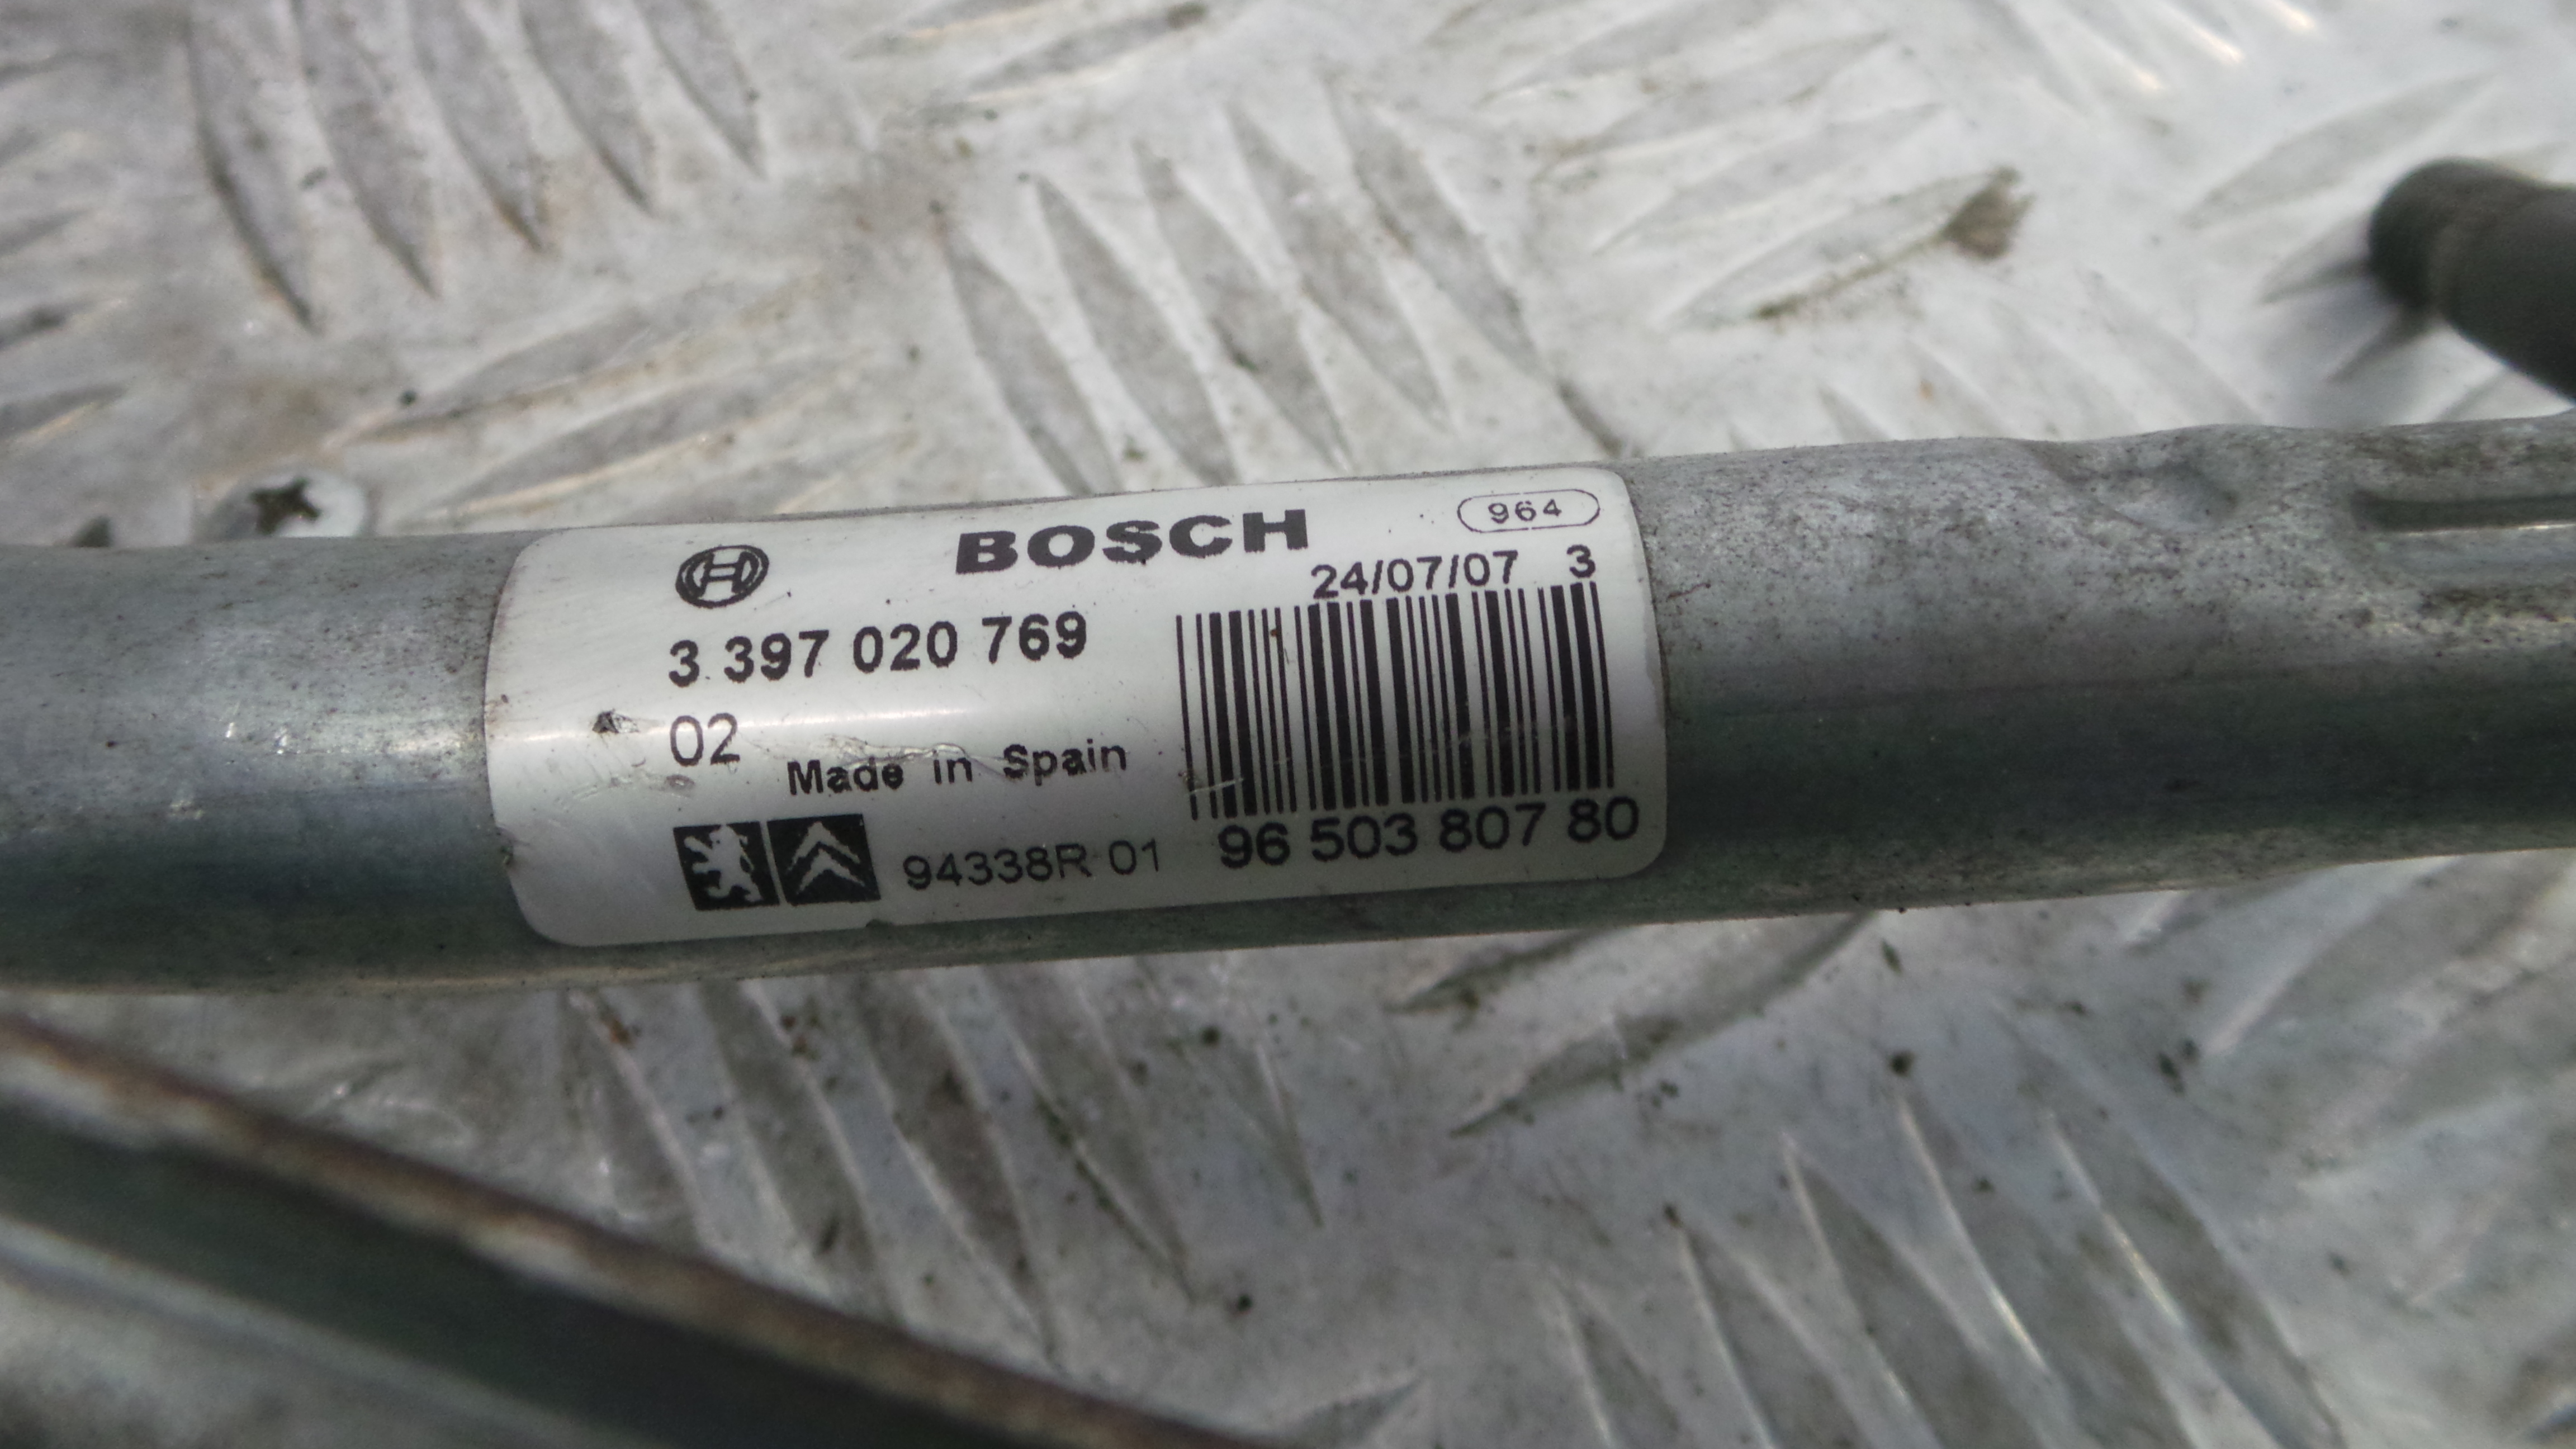 BOSCH 964
24/07/07 3
3 397 020 769
02
Made in Spain
94338R 01
96 503 807 80